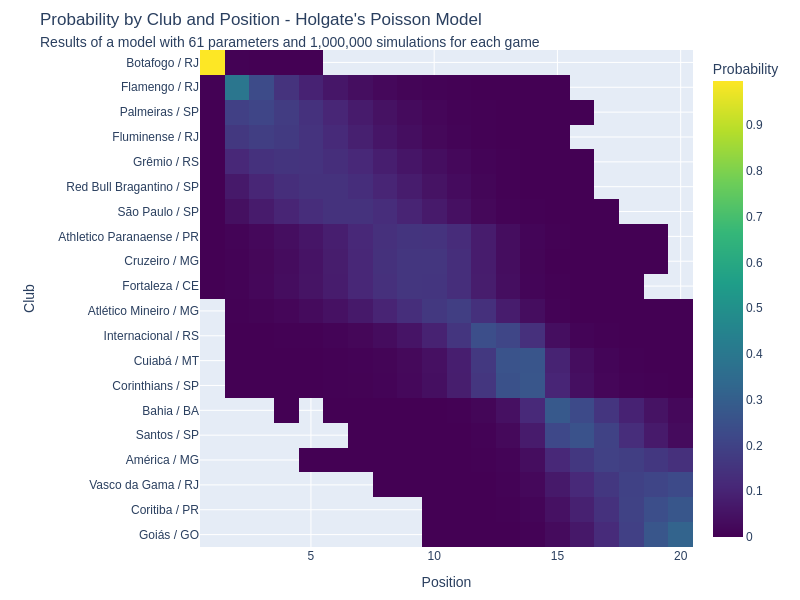 Probability by Club and Position - Holgate's Poisson Model
Results of a model with 61 parameters and 1,000,000 simulations for each game
Probability
Club
Botafogo / RJ
Flamengo / RJ
Palmeiras / SP
Fluminense / RJ
Grêmio / RS
Red Bull Bragantino / SP
São Paulo / SP
Athletico Paranaense / PR
Cruzeiro / MG
Fortaleza / CE
Atlético Mineiro / MG
Internacional / RS
Cuiabá / MT
Corinthians / SP
Bahia / BA
Santos / SP
América / MG
Vasco da Gama / RJ
Coritiba / PR
Goiás / GO
0.9
0.8
0.7
0.6
0.5
0.4
0.3
0.2
0.1
0
5
10
15
20
Position